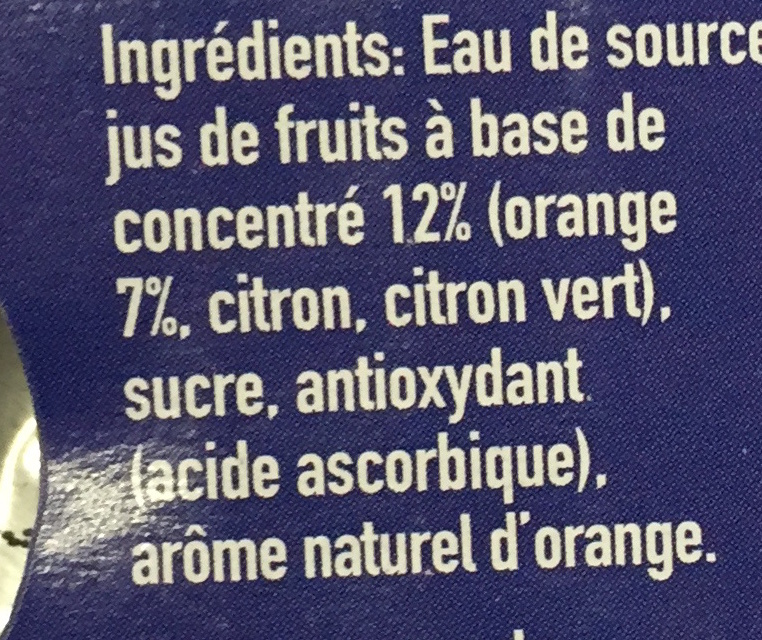 Ingrédients: Eau de source
jus de fruits à base de
concentré 12% (orange
7%, citron, citron vert),
sucre, antioxydant
(acide ascorbique),
arôme naturel d'orange.